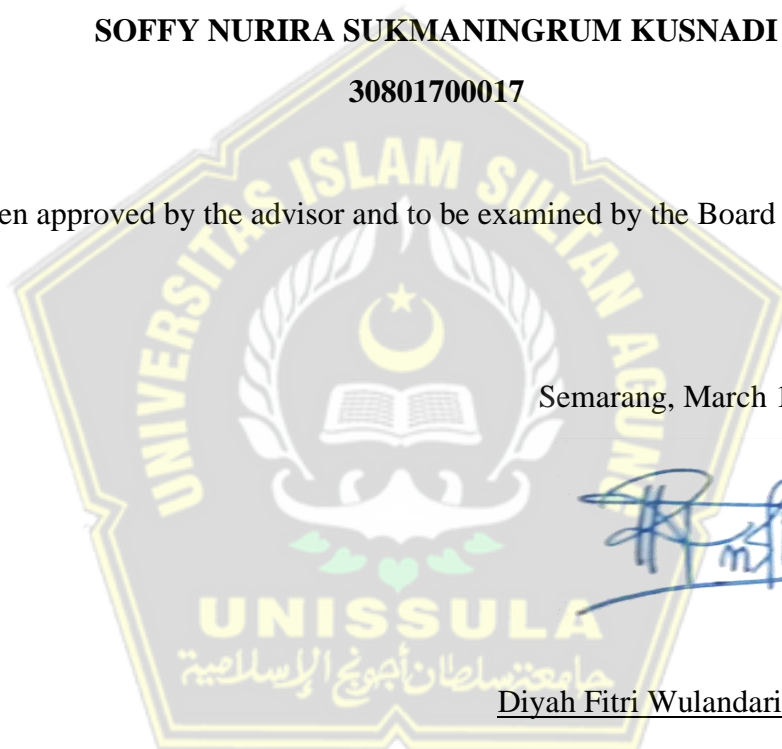 SOFFY NURIRA SUKMANINGRUM KUSNADI
30801700017
UNIVERSITAS ISLAM SULTAN AGUNG
en approved by the advisor and to be examined by the Board
Semarang, March 1
UNISSULA
جامعة سلطان أجونج الإسلامية
Diyah Fitri Wulandari